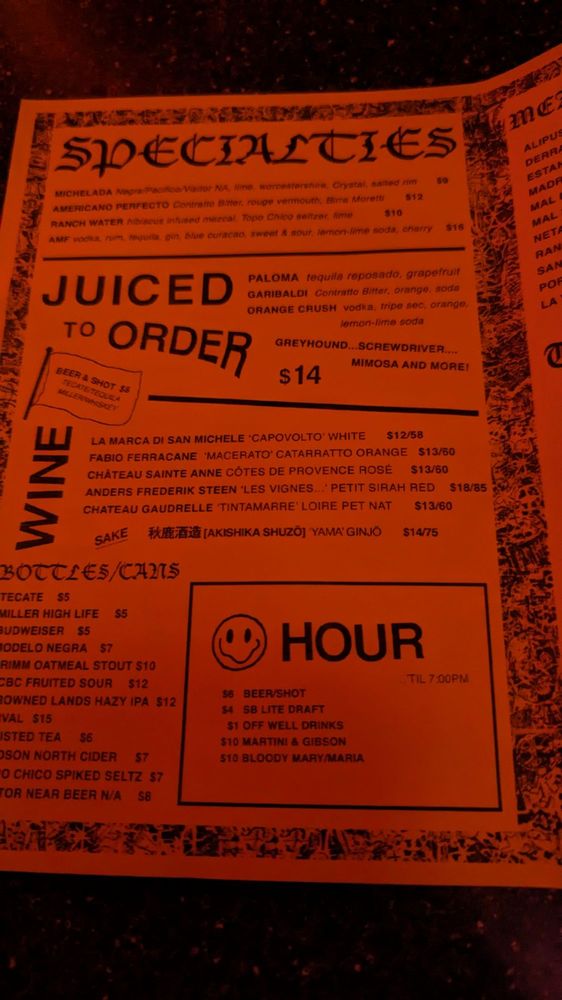 SPECIALTIES
MICHELADA Negra/Pacifico/Visitor NA, lime, worcestershire, Crystal, salted rim $9
AMERICANO PERFECTO Contratto Bitter, rouge vermouth, Birra Moretti $12
RANCH WATER hibiscus infused mezcal, Topo Chico seltzer, lime $16
AMF vodka, rum, tequila, gin, blue curacao, sweet & sour, lemon-lime soda, cherry $16
JUICED
TO ORDER
PALOMA tequila reposado, grapefruit
GARIBALDI Contratto Bitter, orange, soda
ORANGE CRUSH vodka, tripe sec, orange,
lemon-lime soda
GREYHOUND...SCREWDRIVER....
MIMOSA AND MORE!
$14
BEER & SHOT $8
TECATE/TEQUILA
MILLER/WHISKEY
WINE
LA MARCA DI SAN MICHELE 'CAPOVOLTO' WHITE $12/58
FABIO FERRACANE 'MACERATO' CATARRATTO ORANGE $13/60
CHÂTEAU SAINTE ANNE CÔTES DE PROVENCE ROSÉ $13/60
ANDERS FREDERIK STEEN 'LES VIGNES...' PETIT SIRAH RED $18/85
CHATEAU GAUDRELLE 'TINTAMARRE' LOIRE PET NAT $13/60
SAKE 秋鹿酒造 [AKISHIKA SHUZŌ] 'YAMA' GINJŌ $14/75
BOTTLES/CANS
TECATE $5
MILLER HIGH LIFE $5
BUDWEISER $5
MODELO NEGRA $7
RIMM OATMEAL STOUT $10
CBC FRUITED SOUR $12
ROWNED LANDS HAZY IPA $12
VAL $15
ISTED TEA $6
DSON NORTH CIDER $7
O CHICO SPIKED SELTZ $7
TOR NEAR BEER N/A $8
HOUR
...'TIL 7:00PM
$6 BEER/SHOT
$4 SB LITE DRAFT
$1 OFF WELL DRINKS
$10 MARTINI & GIBSON
$10 BLOODY MARY/MARIA
ME
ALIPUS
DERRA
ESTAN
MADR
MAL
MAL
NETA
RAN
SAN
POR
LA
T